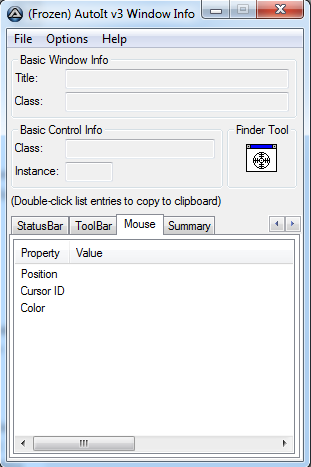 (Frozen) AutoIt v3 Window Info
File Options Help
Basic Window Info
Title:
Class:
Basic Control Info
Finder Tool
Class:
Instance:
(Double-click list entries to copy to clipboard)
StatusBar ToolBar Mouse Summary
Property Value
Position
Cursor ID
Color